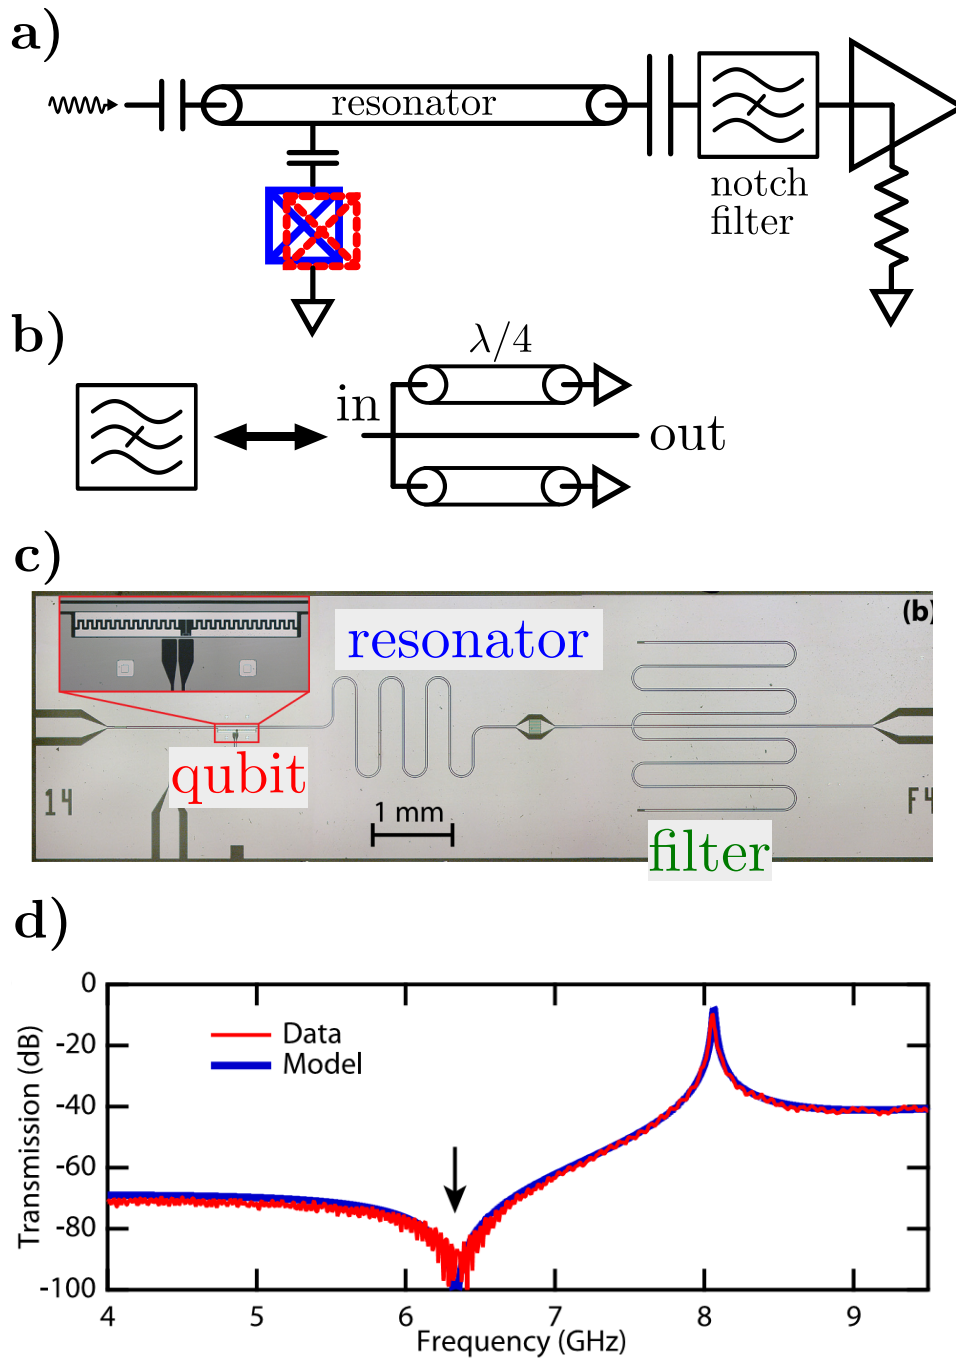 a)
resonator
notch
filter
b)
λ/4
in
out
c)
(b)
resonator
qubit
14
1 mm
F4
filter
d)
0
-20
-40
-60
-80
-100
Transmission (dB)
Data
Model
4 5 6 7 8 9
Frequency (GHz)